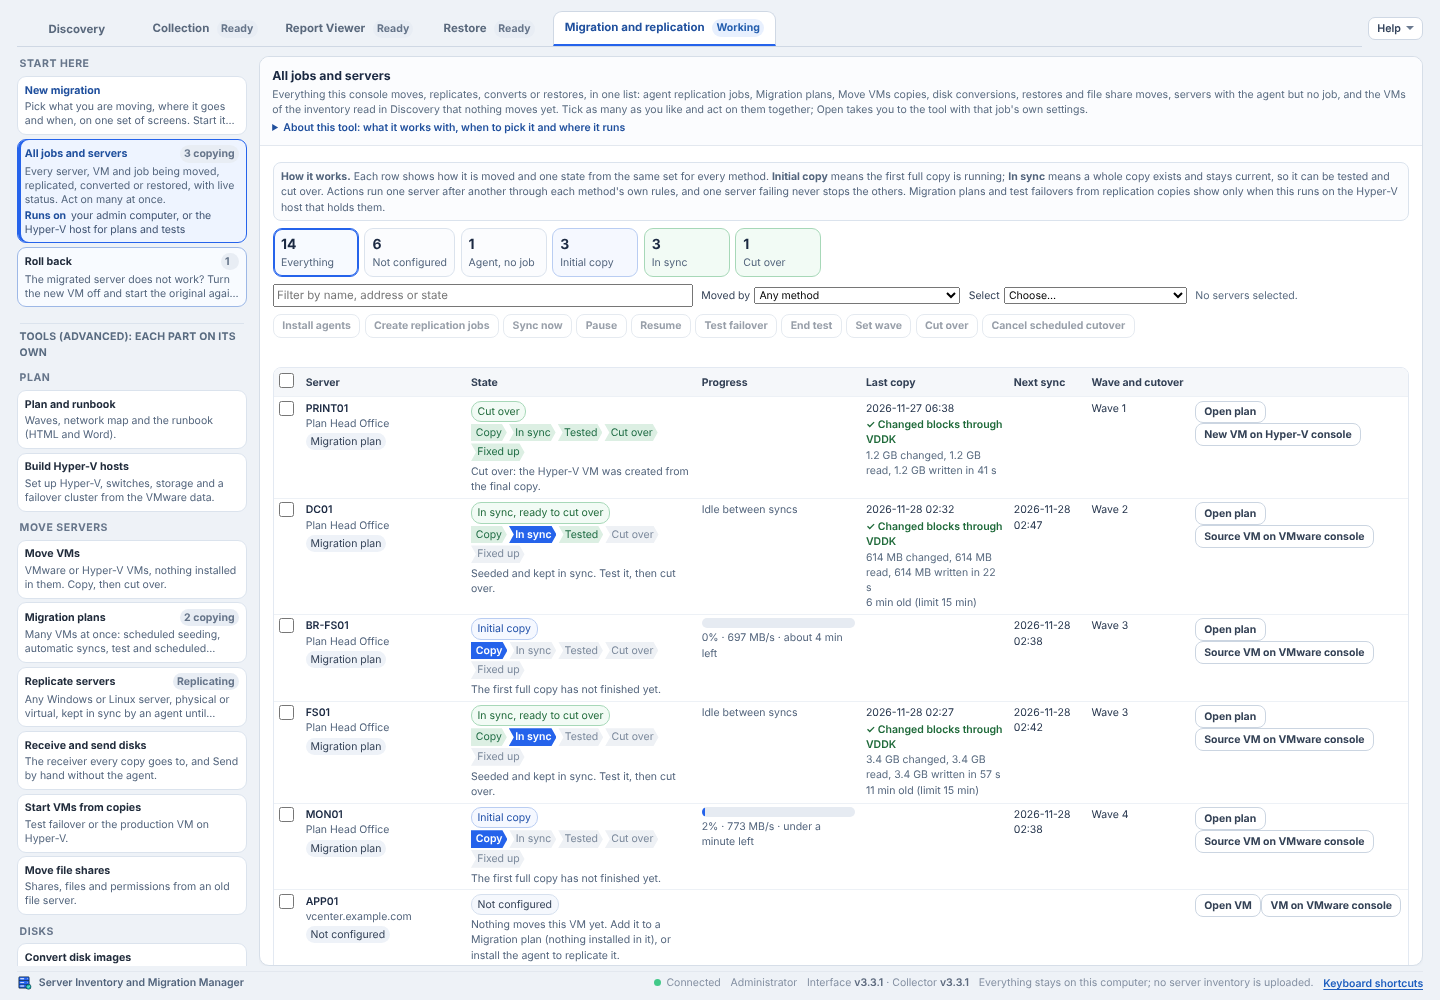 Discovery
Collection Ready
Report Viewer Ready
Restore Ready
Migration and replication Working
Help
START HERE
New migration
Pick what you are moving, where it goes
and when, on one set of screens. Start it...
All jobs and servers 3 copying
Every server, VM and job being moved,
replicated, converted or restored, with live
status. Act on many at once.
Runs on your admin computer, or the
Hyper-V host for plans and tests
Roll back 1
The migrated server does not work? Turn
the new VM off and start the original agai...
TOOLS (ADVANCED): EACH PART ON ITS
OWN
PLAN
Plan and runbook
Waves, network map and the runbook
(HTML and Word).
Build Hyper-V hosts
Set up Hyper-V, switches, storage and a
failover cluster from the VMware data.
MOVE SERVERS
Move VMs
VMware or Hyper-V VMs, nothing installed
in them. Copy, then cut over.
Migration plans 2 copying
Many VMs at once: scheduled seeding,
automatic syncs, test and scheduled...
Replicate servers Replicating
Any Windows or Linux server, physical or
virtual, kept in sync by an agent until...
Receive and send disks
The receiver every copy goes to, and Send
by hand without the agent.
Start VMs from copies
Test failover or the production VM on
Hyper-V.
Move file shares
Shares, files and permissions from an old
file server.
DISKS
Convert disk images
All jobs and servers
Everything this console moves, replicates, converts or restores, in one list: agent replication jobs, Migration plans, Move VMs copies, disk conversions, restores and file share moves, servers with the agent but no job, and the VMs
of the inventory read in Discovery that nothing moves yet. Tick as many as you like and act on them together; Open takes you to the tool with that job's own settings.
About this tool: what it works with, when to pick it and where it runs
How it works. Each row shows how it is moved and one state from the same set for every method. Initial copy means the first full copy is running; In sync means a whole copy exists and stays current, so it can be tested and
cut over. Actions run one server after another through each method's own rules, and one server failing never stops the others. Migration plans and test failovers from replication copies show only when this runs on the Hyper-V
host that holds them.
14 Everything
6 Not configured
1 Agent, no job
3 Initial copy
3 In sync
1 Cut over
Filter by name, address or state
Moved by Any method
Select Choose...
No servers selected.
Install agents
Create replication jobs
Sync now
Pause
Resume
Test failover
End test
Set wave
Cut over
Cancel scheduled cutover
Server State Progress Last copy Next sync Wave and cutover
PRINT01
Plan Head Office
Migration plan
Cut over
Copy In sync Tested Cut over
Fixed up
Cut over: the Hyper-V VM was created from
the final copy.
2026-11-27 06:38
✓ Changed blocks through
VDDK
1.2 GB changed, 1.2 GB
read, 1.2 GB written in 41 s
Wave 1
Open plan
New VM on Hyper-V console
DC01
Plan Head Office
Migration plan
In sync, ready to cut over
Copy In sync Tested Cut over
Fixed up
Seeded and kept in sync. Test it, then cut
over.
Idle between syncs
2026-11-28 02:32
✓ Changed blocks through
VDDK
614 MB changed, 614 MB
read, 614 MB written in 22
s
6 min old (limit 15 min)
2026-11-28
02:47
Wave 2
Open plan
Source VM on VMware console
BR-FS01
Plan Head Office
Migration plan
Initial copy
Copy In sync Tested Cut over
Fixed up
The first full copy has not finished yet.
0% · 697 MB/s · about 4 min
left
2026-11-28
02:38
Wave 3
Open plan
Source VM on VMware console
FS01
Plan Head Office
Migration plan
In sync, ready to cut over
Copy In sync Tested Cut over
Fixed up
Seeded and kept in sync. Test it, then cut
over.
Idle between syncs
2026-11-28 02:27
✓ Changed blocks through
VDDK
3.4 GB changed, 3.4 GB
read, 3.4 GB written in 57 s
11 min old (limit 15 min)
2026-11-28
02:42
Wave 3
Open plan
Source VM on VMware console
MON01
Plan Head Office
Migration plan
Initial copy
Copy In sync Tested Cut over
Fixed up
The first full copy has not finished yet.
2% · 773 MB/s · under a
minute left
2026-11-28
02:38
Wave 4
Open plan
Source VM on VMware console
APP01
vcenter.example.com
Not configured
Not configured
Nothing moves this VM yet. Add it to a
Migration plan (nothing installed in it), or
install the agent to replicate it.
Open VM
VM on VMware console
Server Inventory and Migration Manager
Connected Administrator Interface v3.3.1 · Collector v3.3.1 Everything stays on this computer; no server inventory is uploaded. Keyboard shortcuts